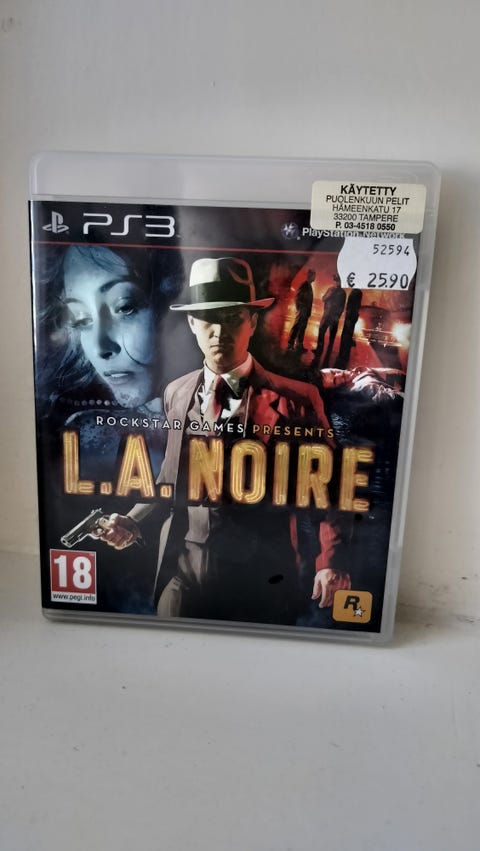 KÄYTETTY
PUOLENKUUN PELIT
HÄMEENKATU 17
33200 TAMPERE
P. 03-4518 0550
PS3
PlayStation Network
52594
€ 25.90
ROCKSTAR GAMES PRESENTS
L.A. NOIRE
18
www.pegi.info
R